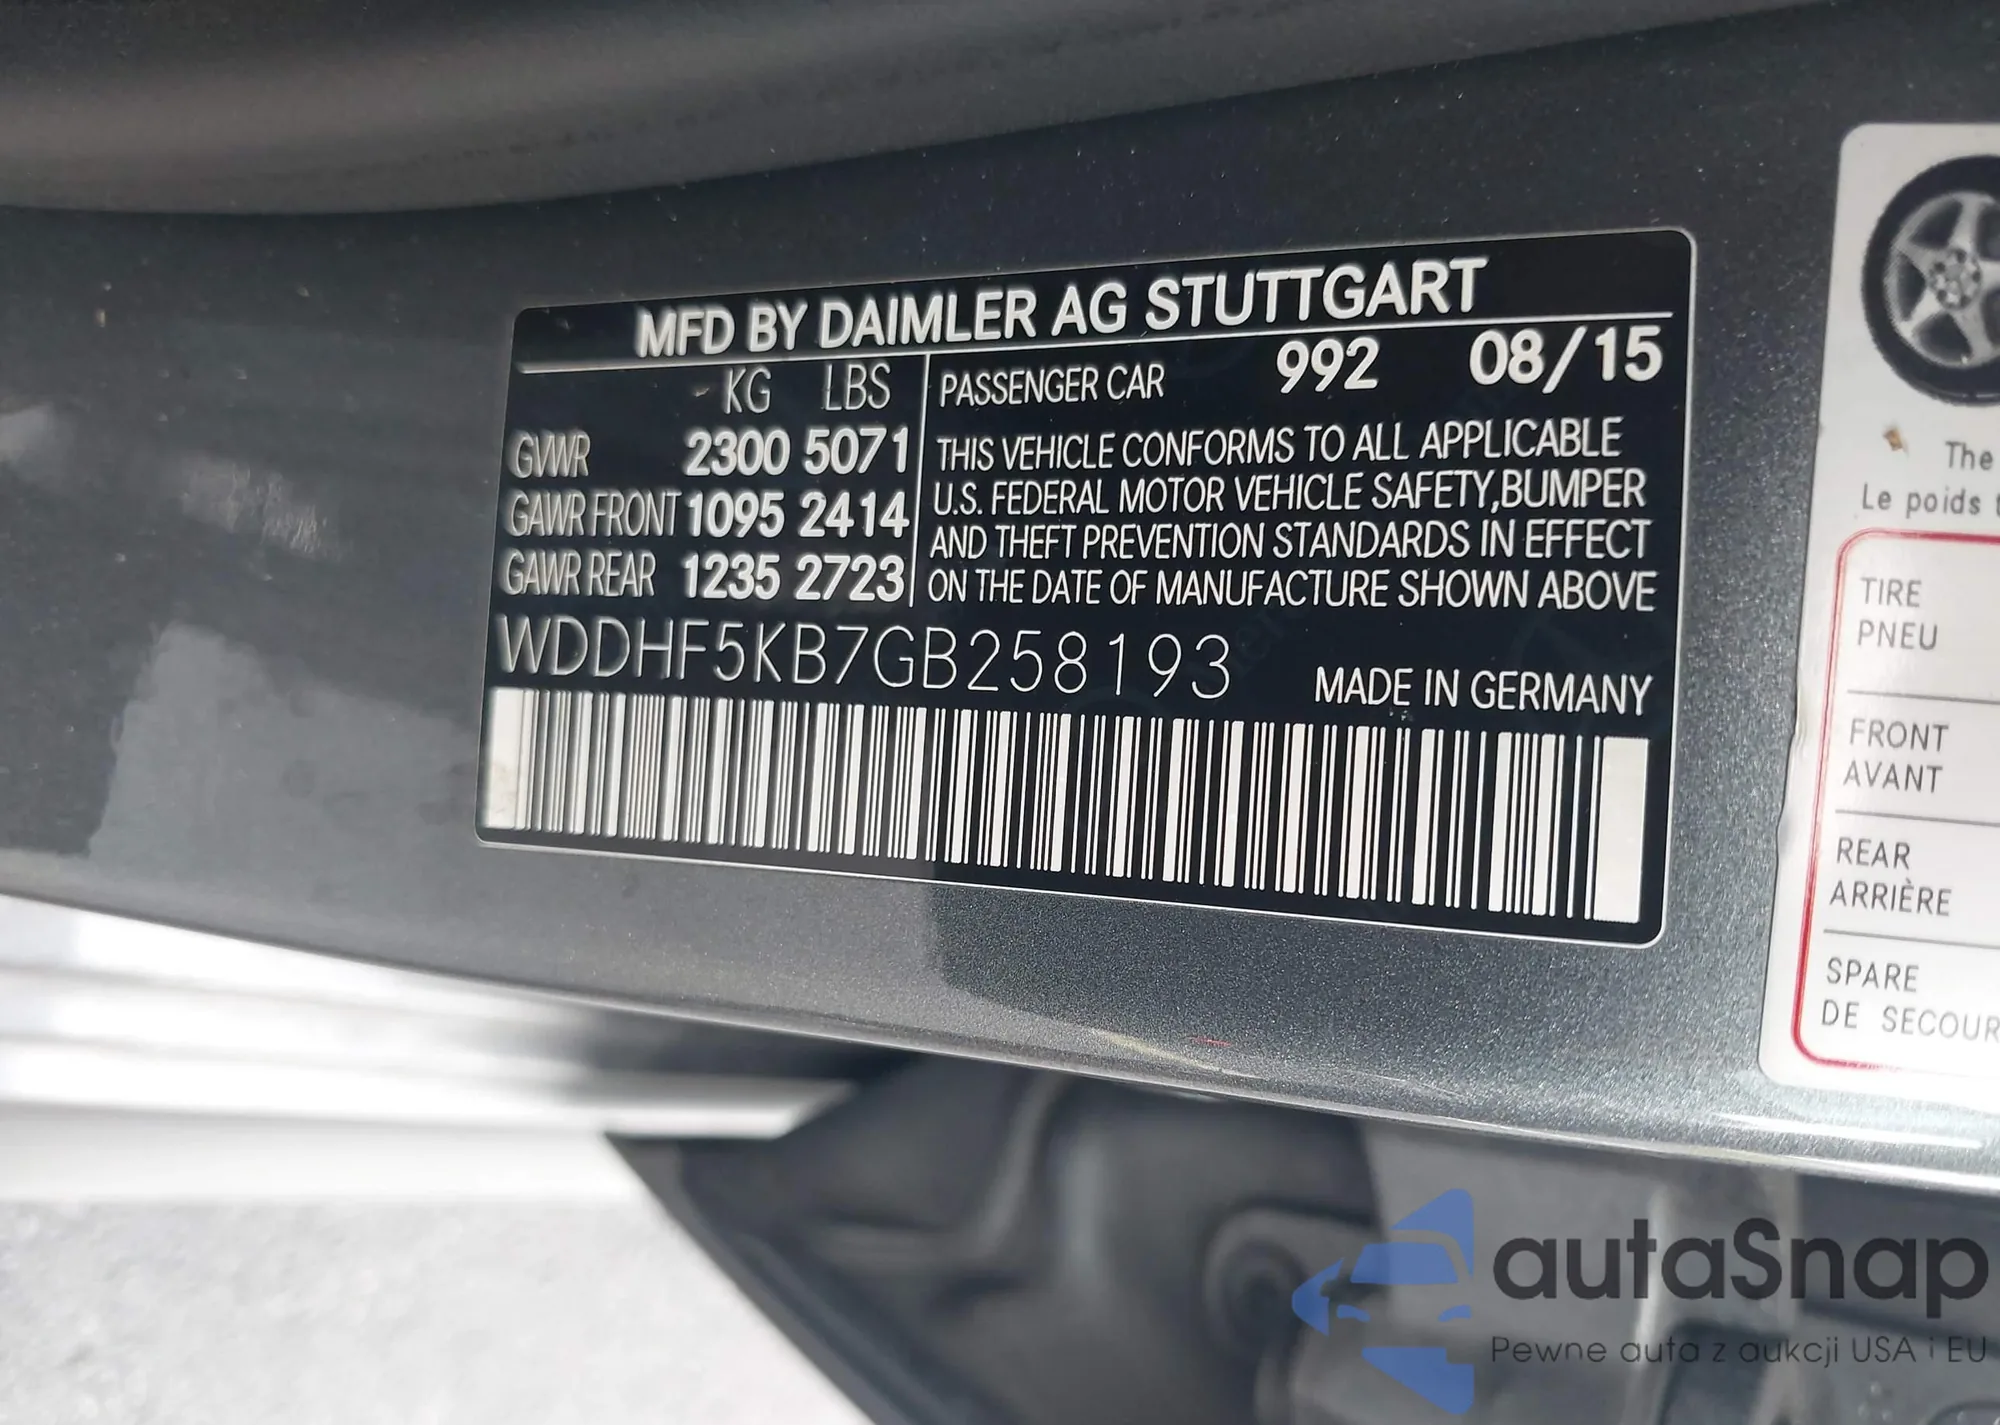 MFD BY DAIMLER AG STUTTGART
KG LBS
GVWR 2300 5071
GAWR FRONT 1095 2414
GAWR REAR 1235 2723
PASSENGER CAR 992 08/15
THIS VEHICLE CONFORMS TO ALL APPLICABLE
U.S. FEDERAL MOTOR VEHICLE SAFETY,BUMPER
AND THEFT PREVENTION STANDARDS IN EFFECT
ON THE DATE OF MANUFACTURE SHOWN ABOVE
WDDHF5KB7GB258193
MADE IN GERMANY
The
Le poids
TIRE
PNEU
FRONT
AVANT
REAR
ARRIÈRE
SPARE
DE SECOUR
autaSnap
Pewne auta z aukcji USA i EU